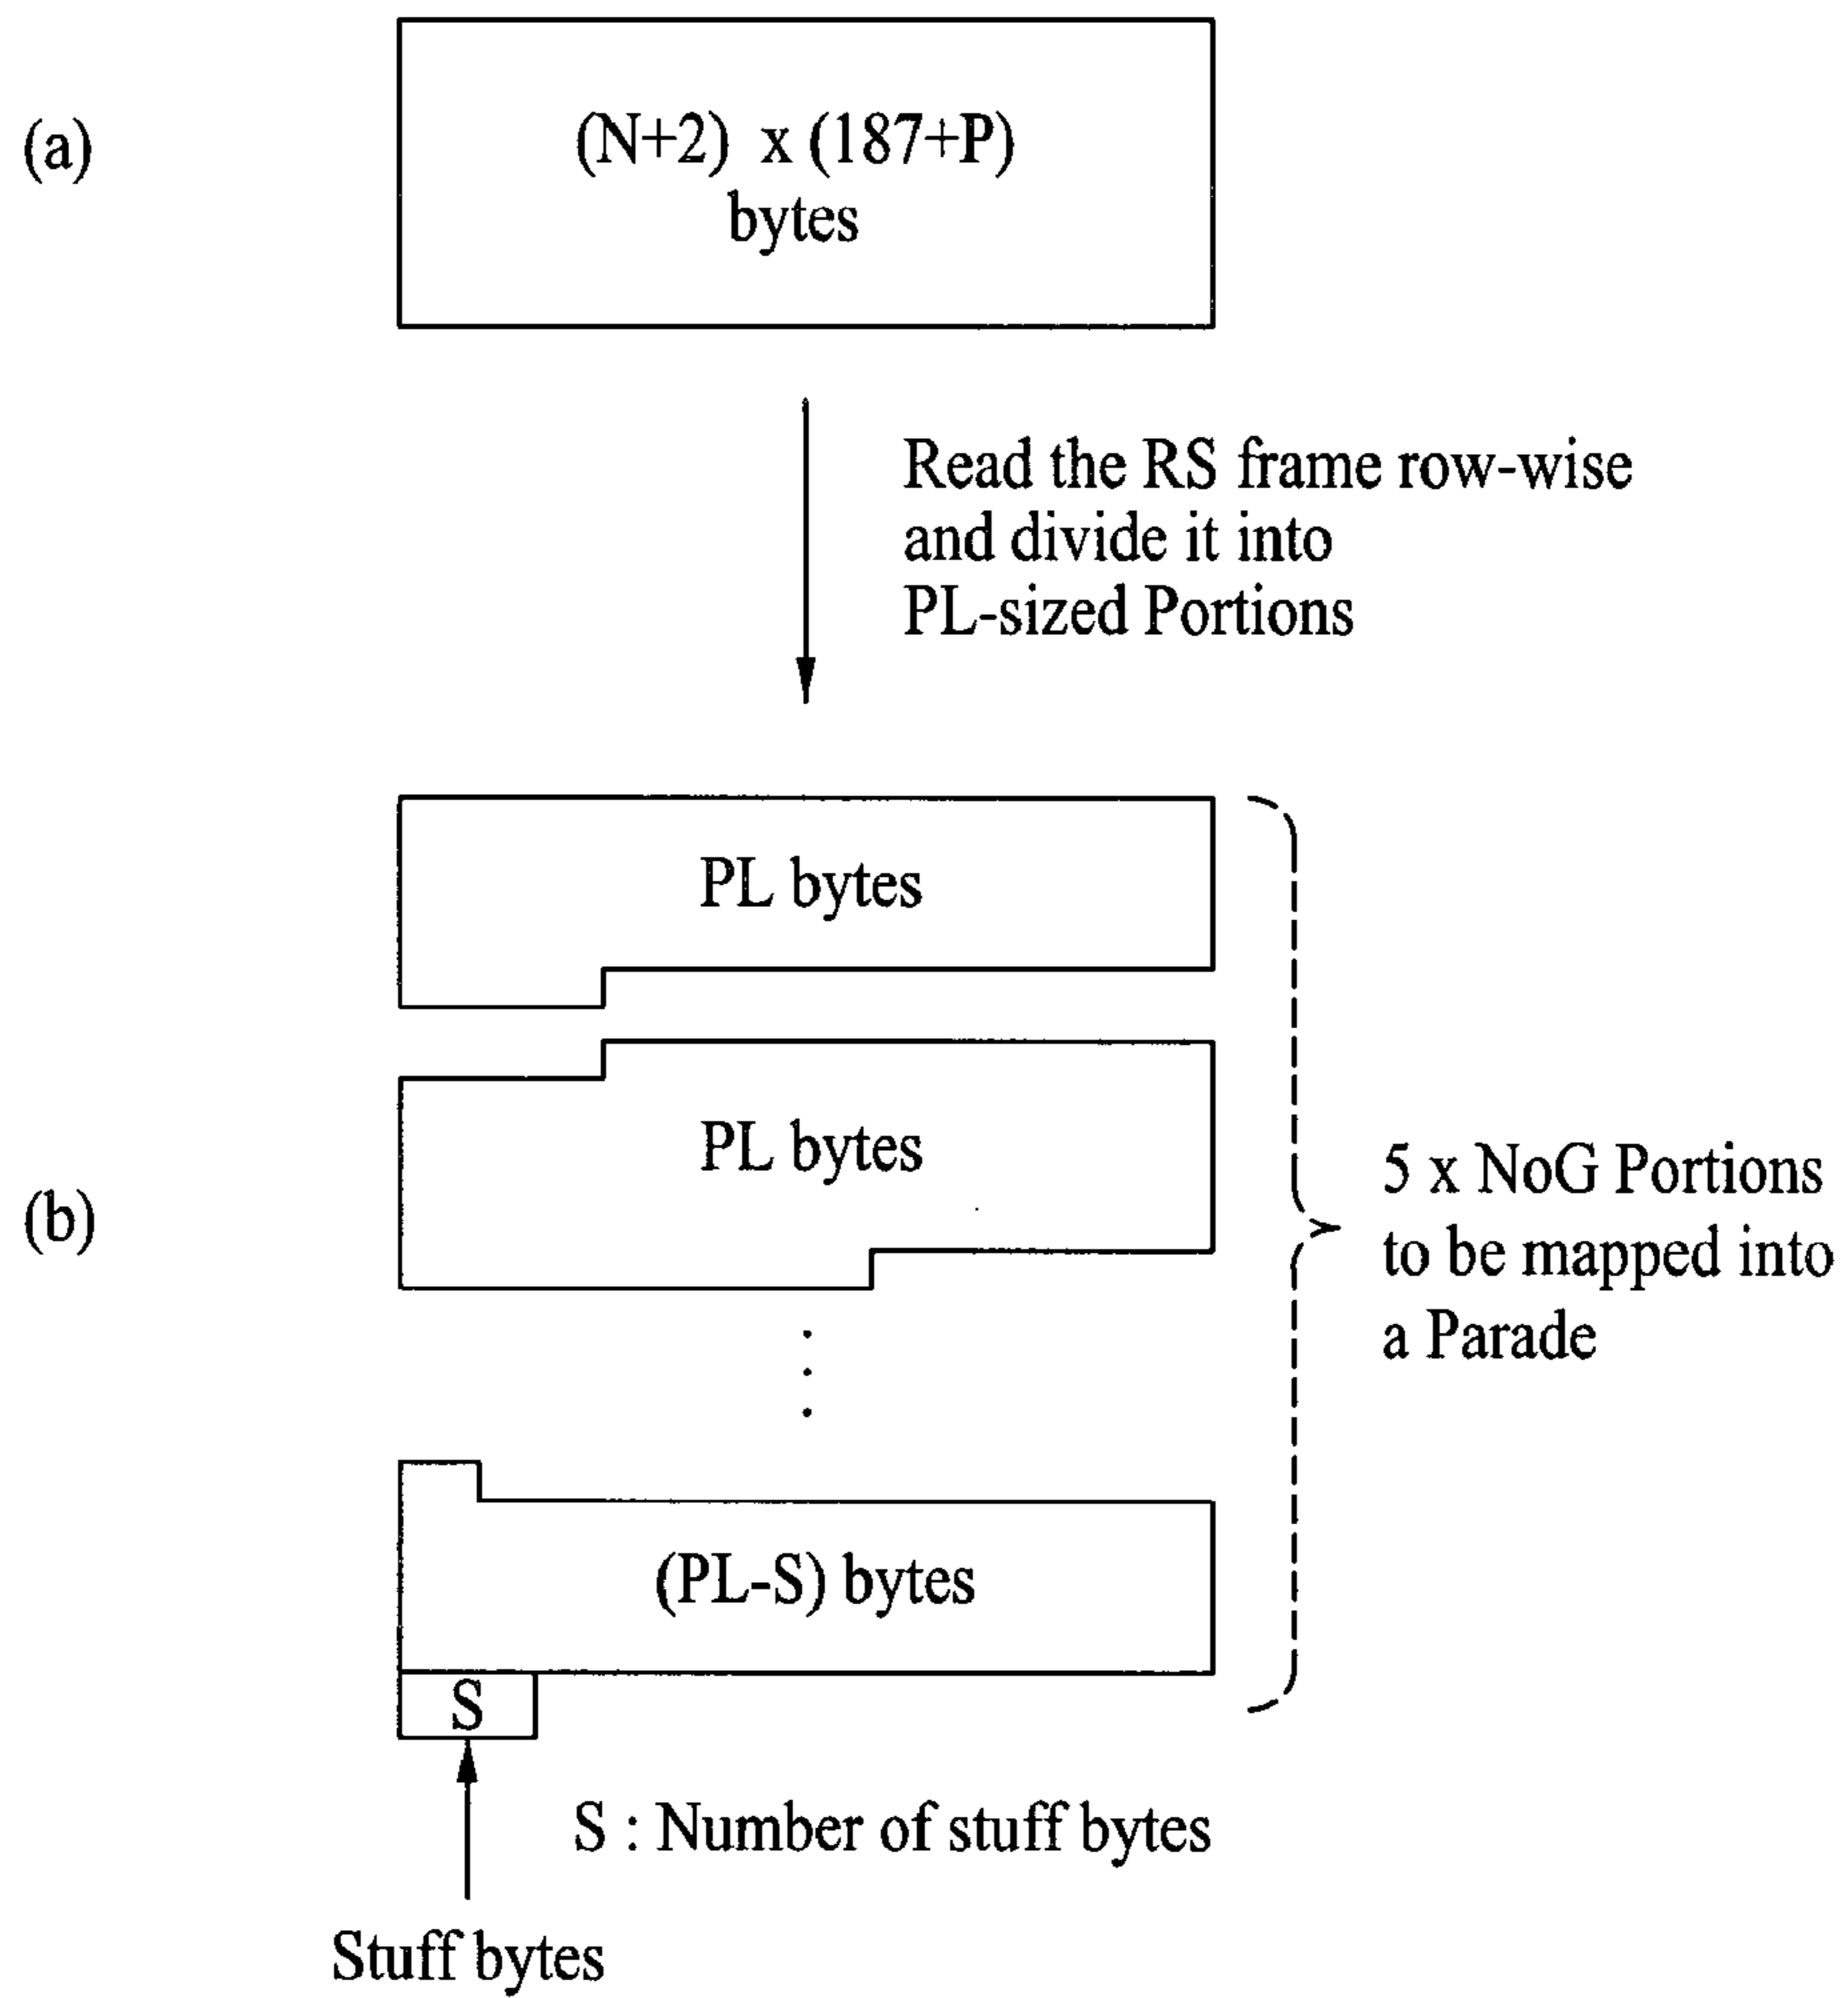 (a)
(N+2) x (187+P)
bytes
Read the RS frame row-wise
and divide it into
PL-sized Portions
PL bytes
PL bytes
(b)
5 x NoG Portions
to be mapped into
a Parade
(PL-S) bytes
S
S : Number of stuff bytes
Stuff bytes